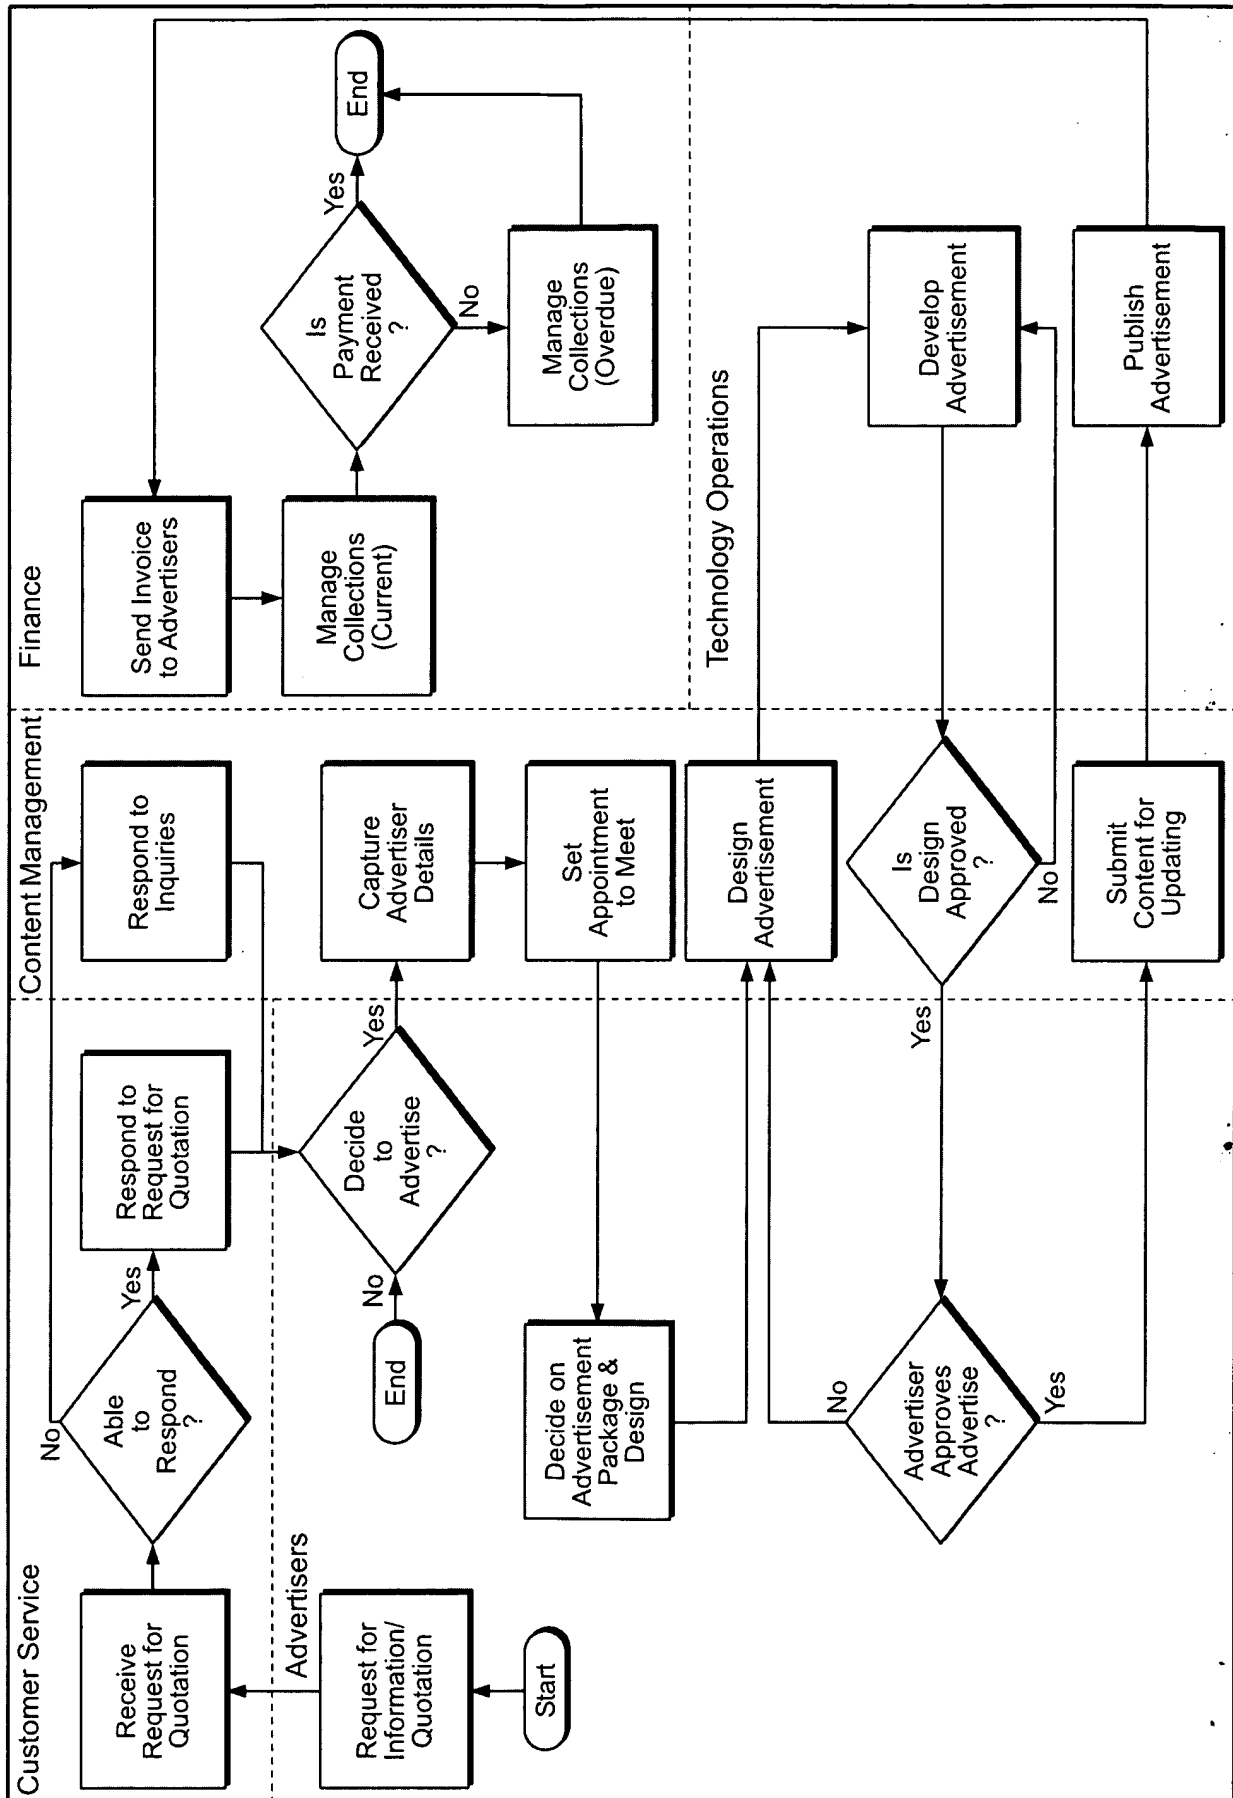 Customer Service
Receive
Request for
Quotation
Able
to
Respond
?
No
Yes
Respond to
Request for
Quotation
Advertisers
Start
Request for
Information/
Quotation
End
No
Decide
to
Advertise
?
Yes
Decide on
Advertisement
Package &
Design
Advertiser
Approves
Advertise
?
No
Yes
Content Management
Respond to
Inquiries
Capture
Advertiser
Details
Set
Appointment
to Meet
Design
Advertisement
Is
Design
Approved
?
Yes
No
Submit
Content for
Updating
Finance
Send Invoice
to Advertisers
Manage
Collections
(Current)
Is
Payment
Received
?
Yes
No
End
Manage
Collections
(Overdue)
Technology Operations
Develop
Advertisement
Publish
Advertisement